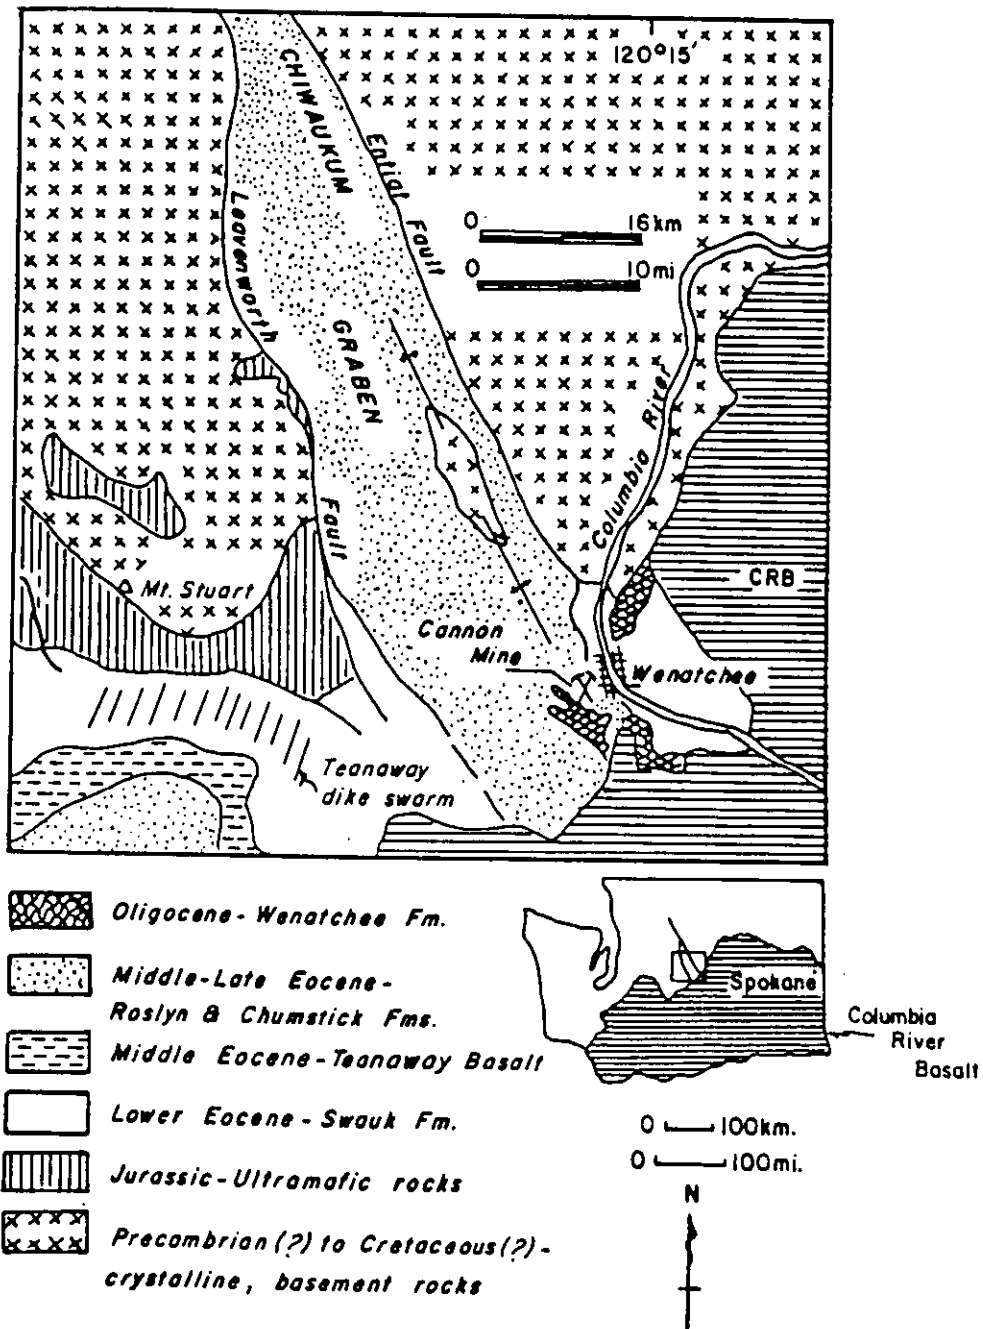 120°15'
CHIWAUKUM
Entiat Fault
Leavenworth
0 16km
0 10mi
GRABEN
Columbia River
Fault
Mt. Stuart
CRB
Cannon
Mine
Wenatchee
Teanaway
dike swarm
Oligocene-Wenatchee Fm.
Middle-Late Eocene-
Roslyn & Chumstick Fms.
Middle Eocene-Teanaway Basalt
Lower Eocene-Swauk Fm.
Jurassic-Ultramafic rocks
Precambrian(?) to Cretaceous(?)-
crystalline, basement rocks
Spokane
Columbia
River
Basalt
0 100km.
0 100mi.
N